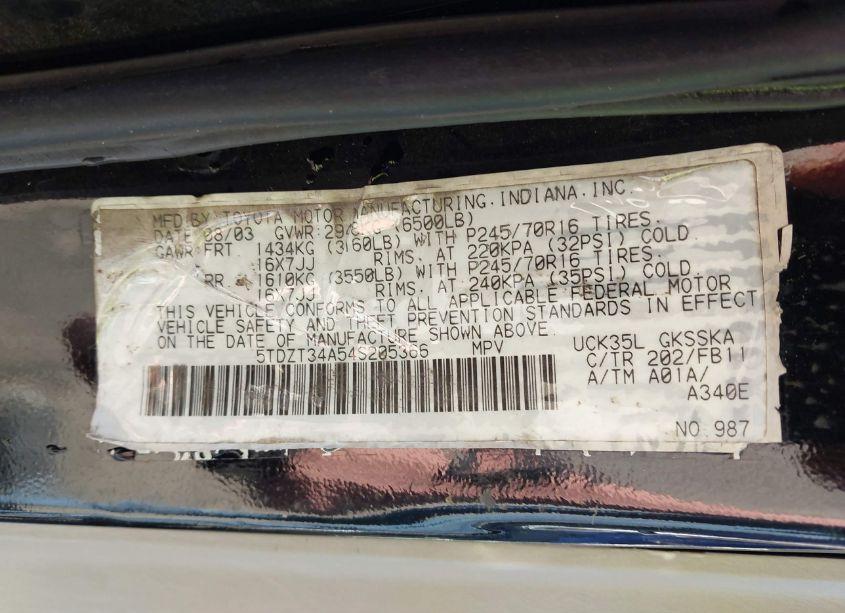 MFD.BY TOYOTA MOTOR MANUFACTURING.INDIANA.INC.
DATE 08/03 GVWR: (6500LB)
GAWR:FRT 1434KG (3160LB) WITH P245/70R16 TIRES.
16X7JJ RIMS. AT 220KPA (32PSI) COLD.
RR 1610KG (3550LB) WITH P245/70R16 TIRES.
16X7JJ RIMS. AT 240KPA (35PSI) COLD.
THIS VEHICLE CONFORMS TO ALL APPLICABLE FEDERAL MOTOR
VEHICLE SAFETY AND THEFT PREVENTION STANDARDS IN EFFECT
ON THE DATE OF MANUFACTURE SHOWN ABOVE.
5TDZT34A54S205366 MPV
UCK35L GKSSKA
C/TR 202/FB11
A/TM A01A/
A340E
NO.987